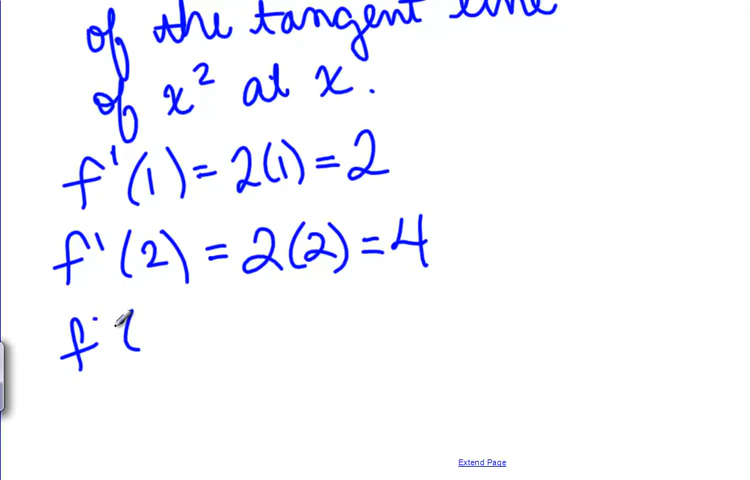 of the tangent line
of x² at x.
f'(1) = 2(1) = 2
f'(2) = 2(2) = 4
f'(
Extend Page